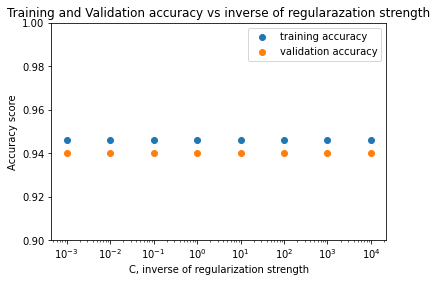 Training and Validation accuracy vs inverse of regularazation strength
training accuracy
validation accuracy
1.00
0.98
0.96
0.94
0.92
0.90
Accuracy score
10⁻³ 10⁻² 10⁻¹ 10⁰ 10¹ 10² 10³ 10⁴
C, inverse of regularization strength